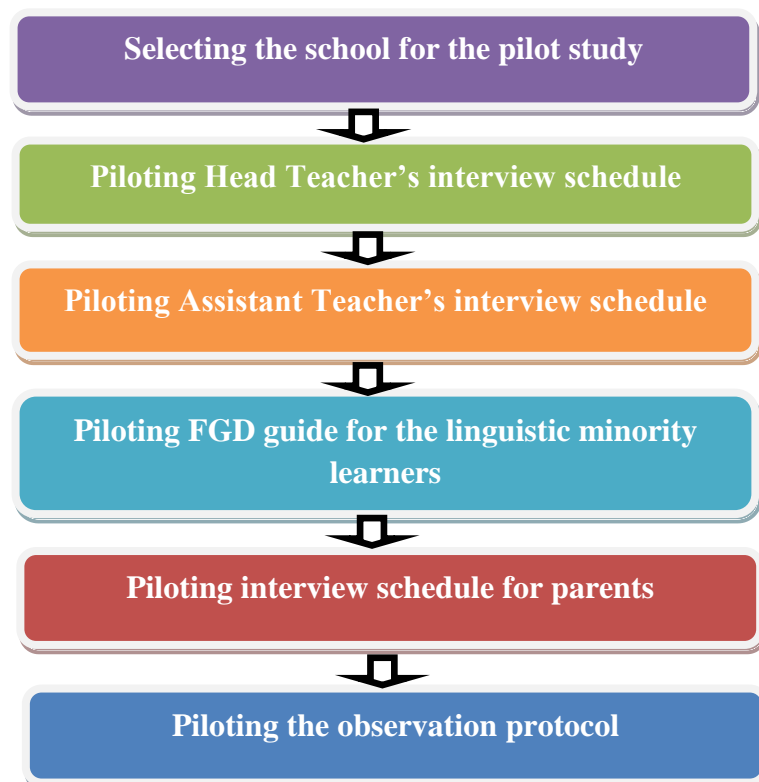 Selecting the school for the pilot study
Piloting Head Teacher’s interview schedule
Piloting Assistant Teacher’s interview schedule
Piloting FGD guide for the linguistic minority
learners
Piloting interview schedule for parents
Piloting the observation protocol